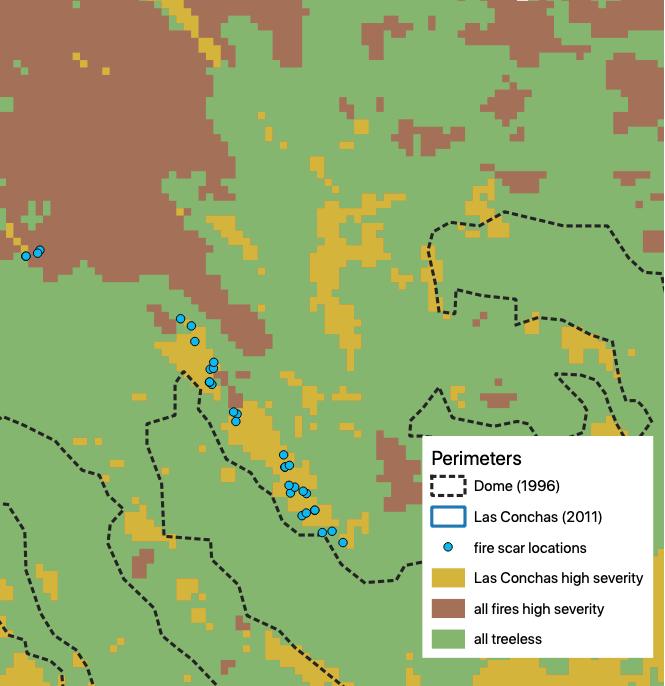 Perimeters
Dome (1996)
Las Conchas (2011)
fire scar locations
Las Conchas high severity
all fires high severity
all treeless